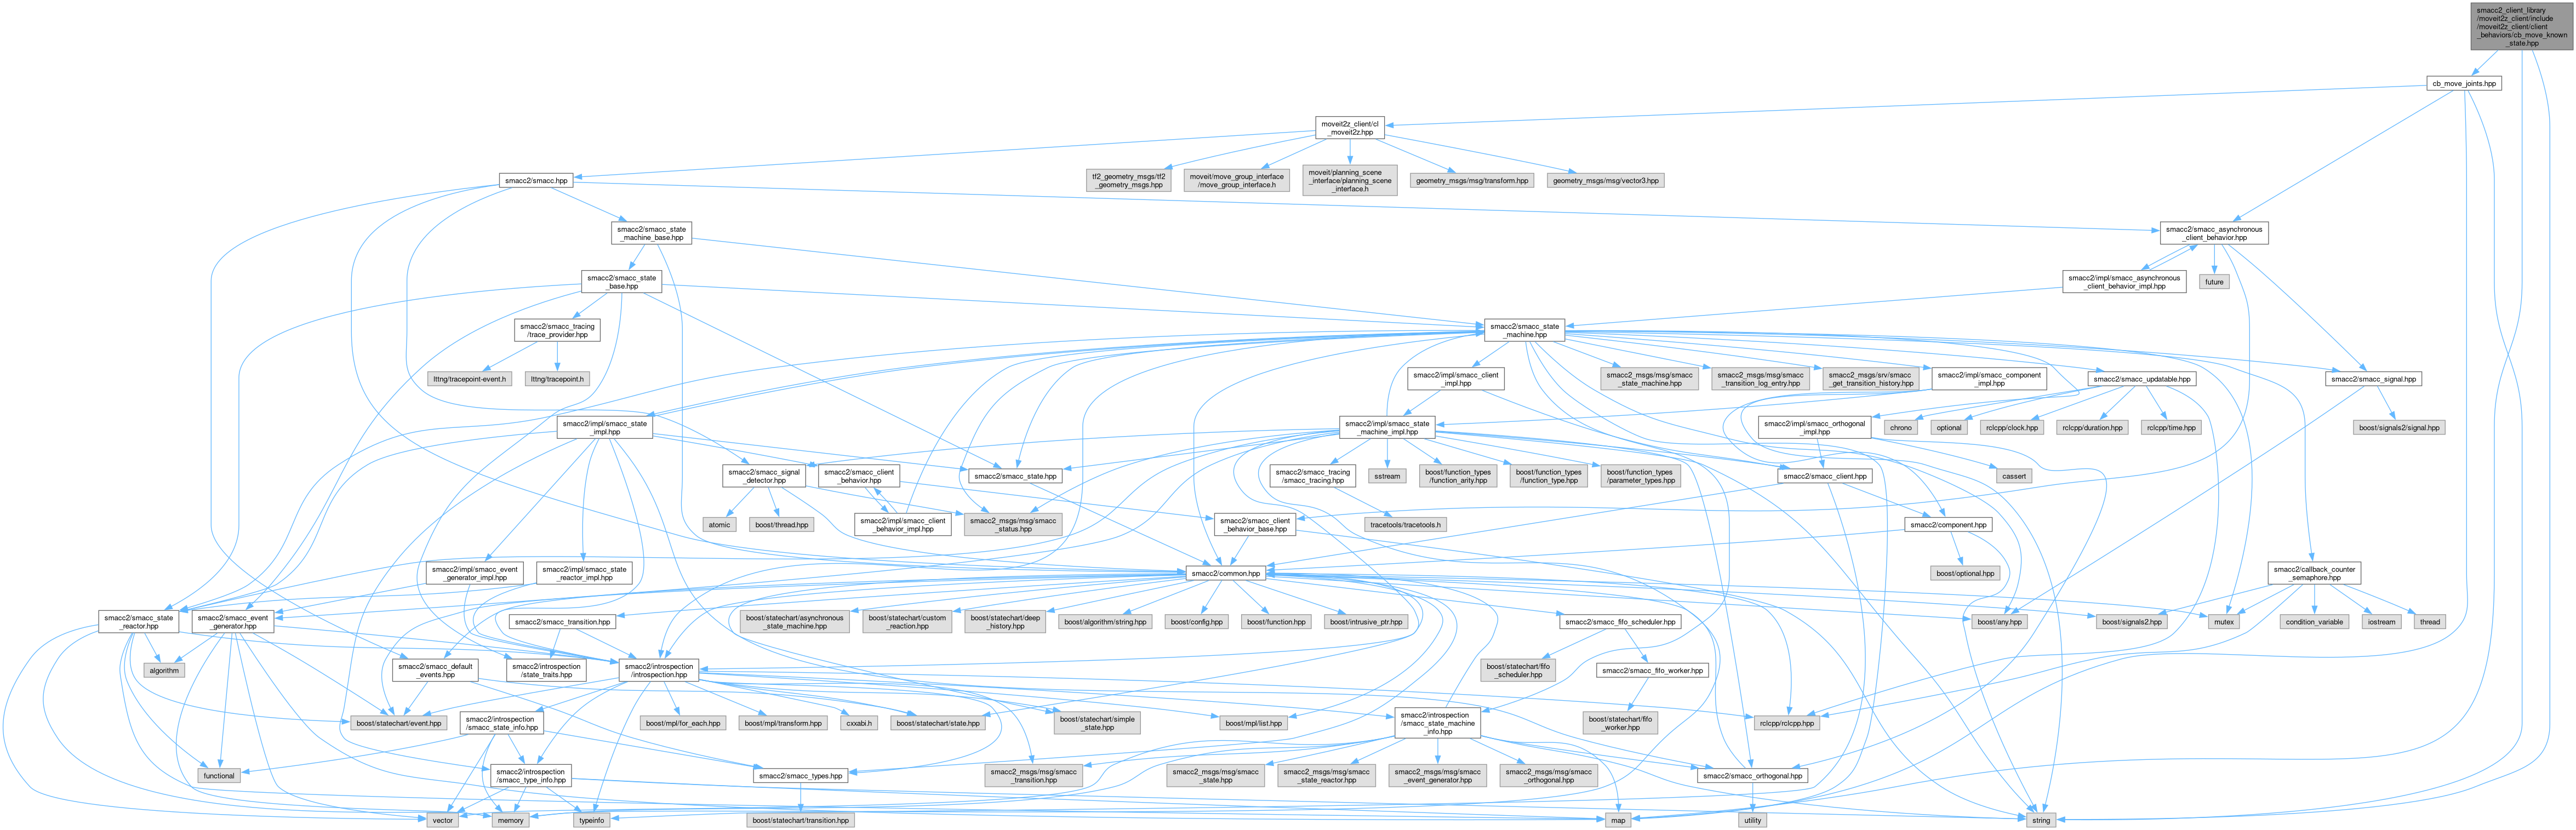 smacc2_client_library
/moveit2z_client/include
/moveit2z_client/client
_behaviors/cb_move_known
_state.hpp
cb_move_joints.hpp
moveit2z_client/cl
_moveit2z.hpp
smacc2/smacc.hpp
tf2_geometry_msgs/tf2
_geometry_msgs.hpp
moveit/move_group_interface
/move_group_interface.h
moveit/planning_scene
_interface/planning_scene
_interface.h
geometry_msgs/msg/transform.hpp
geometry_msgs/msg/vector3.hpp
smacc2/smacc_state
_machine_base.hpp
smacc2/smacc_asynchronous
_client_behavior.hpp
smacc2/smacc_state
_base.hpp
smacc2/impl/smacc_asynchronous
_client_behavior_impl.hpp
future
smacc2/smacc_tracing
/trace_provider.hpp
smacc2/smacc_state
_machine.hpp
lttng/tracepoint-event.h
lttng/tracepoint.h
smacc2/impl/smacc_client
_impl.hpp
smacc2_msgs/msg/smacc
_state_machine.hpp
smacc2_msgs/msg/smacc
_transition_log_entry.hpp
smacc2_msgs/srv/smacc
_get_transition_history.hpp
smacc2/impl/smacc_component
_impl.hpp
smacc2/smacc_updatable.hpp
smacc2/smacc_signal.hpp
smacc2/impl/smacc_state
_impl.hpp
smacc2/impl/smacc_state
_machine_impl.hpp
smacc2/impl/smacc_orthogonal
_impl.hpp
chrono
optional
rclcpp/clock.hpp
rclcpp/duration.hpp
rclcpp/time.hpp
boost/signals2/signal.hpp
smacc2/smacc_signal
_detector.hpp
smacc2/smacc_client
_behavior.hpp
smacc2/smacc_state.hpp
smacc2/smacc_tracing
/smacc_tracing.hpp
sstream
boost/function_types
/function_arity.hpp
boost/function_types
/function_type.hpp
boost/function_types
/parameter_types.hpp
smacc2/smacc_client.hpp
cassert
atomic
boost/thread.hpp
smacc2/impl/smacc_client
_behavior_impl.hpp
smacc2_msgs/msg/smacc
_status.hpp
smacc2/smacc_client
_behavior_base.hpp
tracetools/tracetools.h
smacc2/component.hpp
smacc2/impl/smacc_event
_generator_impl.hpp
smacc2/impl/smacc_state
_reactor_impl.hpp
smacc2/common.hpp
boost/optional.hpp
smacc2/callback_counter
_semaphore.hpp
smacc2/smacc_state
_reactor.hpp
smacc2/smacc_event
_generator.hpp
smacc2/smacc_transition.hpp
boost/statechart/asynchronous
_state_machine.hpp
boost/statechart/custom
_reaction.hpp
boost/statechart/deep
_history.hpp
boost/algorithm/string.hpp
boost/config.hpp
boost/function.hpp
boost/intrusive_ptr.hpp
smacc2/smacc_fifo_scheduler.hpp
boost/any.hpp
boost/signals2.hpp
mutex
condition_variable
iostream
thread
algorithm
smacc2/smacc_default
_events.hpp
smacc2/introspection
/state_traits.hpp
smacc2/introspection
/introspection.hpp
boost/statechart/fifo
_scheduler.hpp
smacc2/smacc_fifo_worker.hpp
boost/statechart/event.hpp
smacc2/introspection
/smacc_state_info.hpp
boost/mpl/for_each.hpp
boost/mpl/transform.hpp
cxxabi.h
boost/statechart/state.hpp
boost/statechart/simple
_state.hpp
boost/mpl/list.hpp
smacc2/introspection
/smacc_state_machine
_info.hpp
boost/statechart/fifo
_worker.hpp
rclcpp/rclcpp.hpp
functional
smacc2/introspection
/smacc_type_info.hpp
smacc2/smacc_types.hpp
smacc2_msgs/msg/smacc
_transition.hpp
smacc2_msgs/msg/smacc
_state.hpp
smacc2_msgs/msg/smacc
_state_reactor.hpp
smacc2_msgs/msg/smacc
_event_generator.hpp
smacc2_msgs/msg/smacc
_orthogonal.hpp
smacc2/smacc_orthogonal.hpp
vector
memory
typeinfo
boost/statechart/transition.hpp
map
utility
string